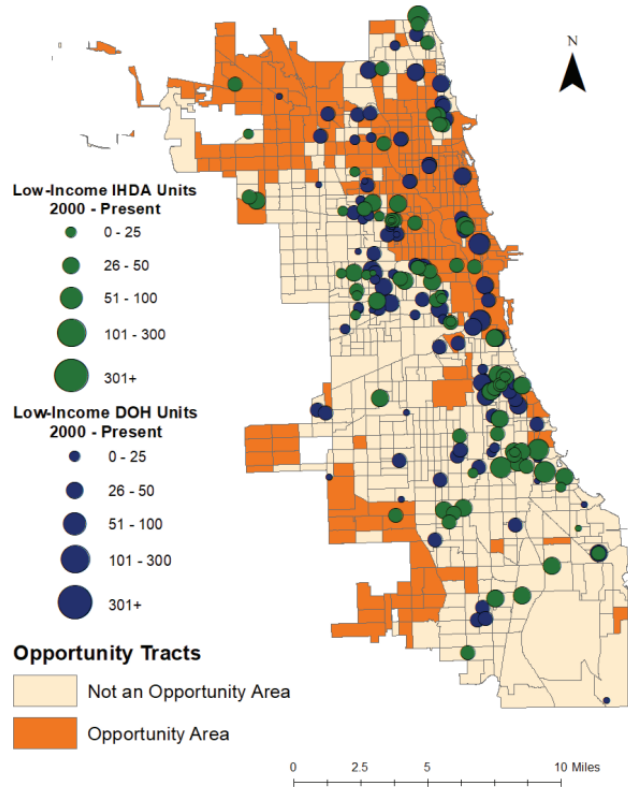 N
Low-Income IHDA Units
2000 - Present
0 - 25
26 - 50
51 - 100
101 - 300
301+
Low-Income DOH Units
2000 - Present
0 - 25
26 - 50
51 - 100
101 - 300
301+
Opportunity Tracts
Not an Opportunity Area
Opportunity Area
0 2.5 5 10 Miles